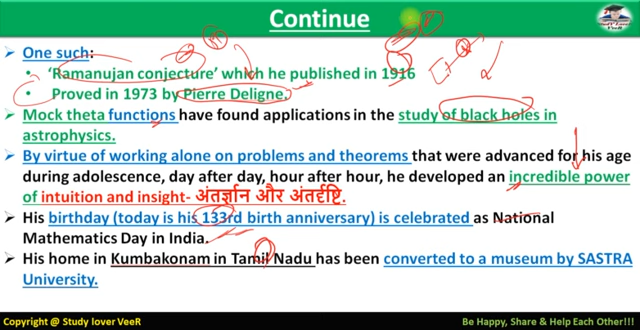 Continue
One such:
‘Ramanujan conjecture’ which he published in 1916
Proved in 1973 by Pierre Deligne.
Mock theta functions have found applications in the study of black holes in
astrophysics.
By virtue of working alone on problems and theorems that were advanced for his age
during adolescence, day after day, hour after hour, he developed an incredible power
of intuition and insight- अंतर्ज्ञान और अंतर्दृष्टि.
His birthday (today is his 133rd birth anniversary) is celebrated as National
Mathematics Day in India.
His home in Kumbakonam in Tamil Nadu has been converted to a museum by SASTRA
University.
Copyright @ Study lover VeeR
Be Happy, Share & Help Each Other!!!